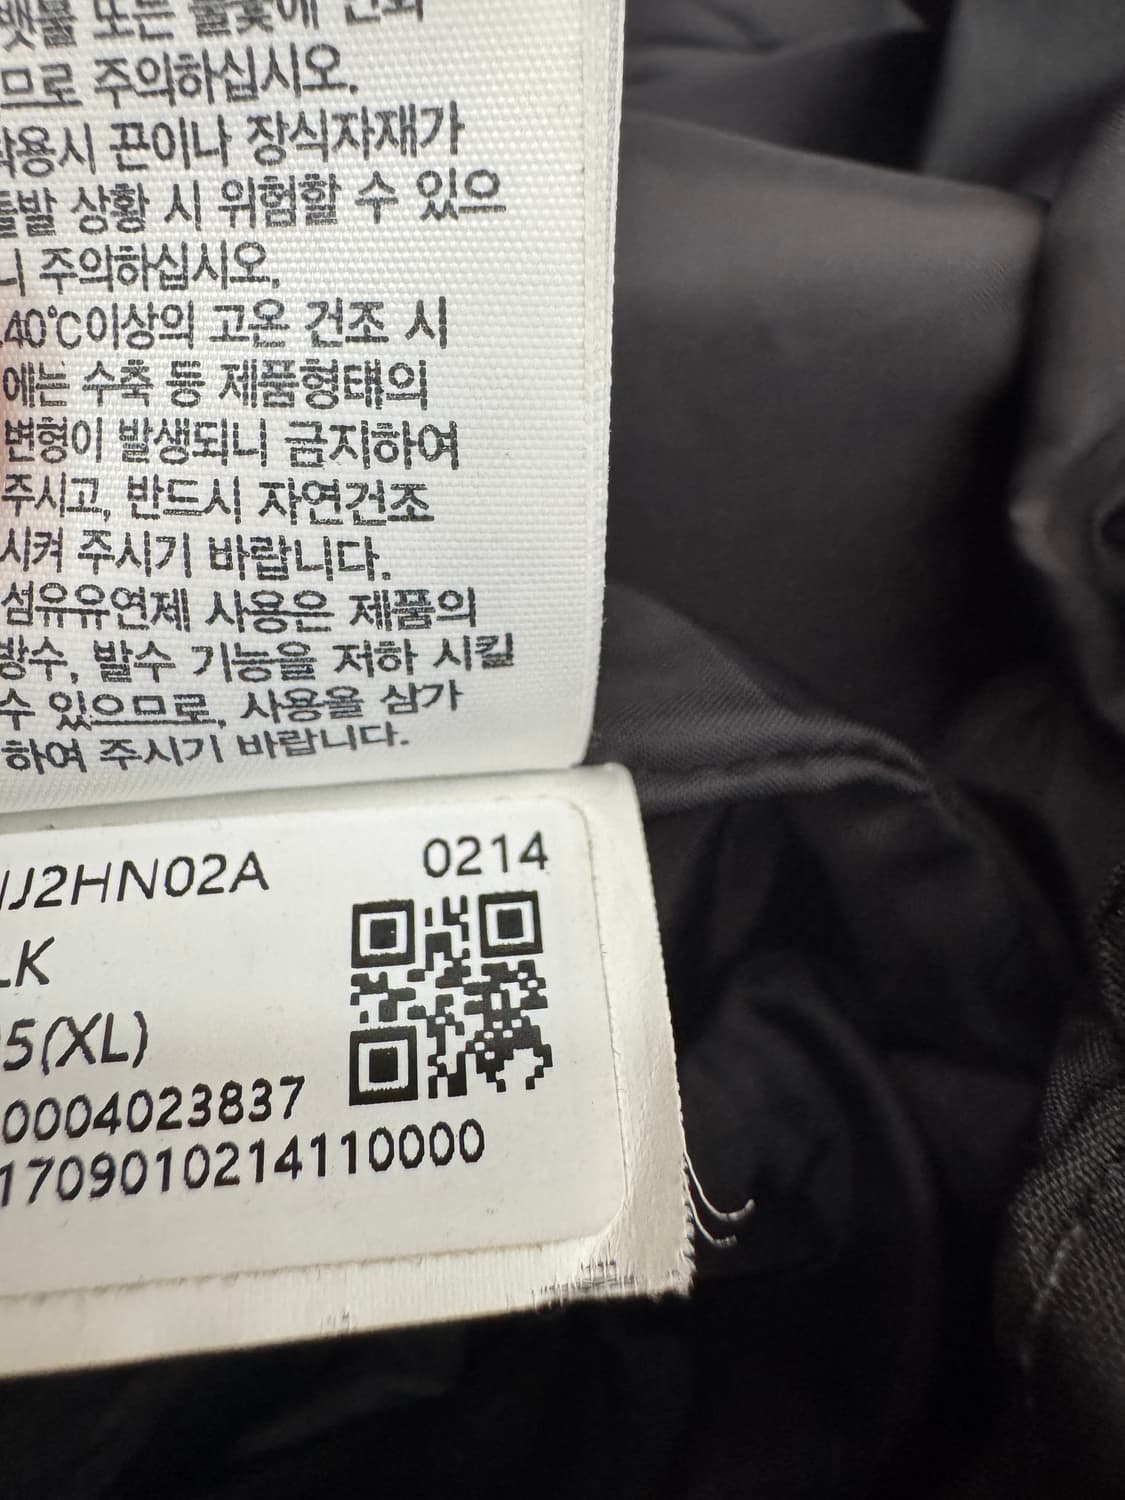 또는 불꽃에
므로 주의하십시오.
착용시 끈이나 장식자재가
돌발 상황 시 위험할 수 있으
니 주의하십시오.
40℃이상의 고온 건조 시
에는 수축 등 제품형태의
변형이 발생되니 금지하여
주시고, 반드시 자연건조
시켜 주시기 바랍니다.
섬유유연제 사용은 제품의
방수, 발수 기능을 저하 시킬
수 있으므로, 사용을 삼가
하여 주시기 바랍니다.
J2HN02A
0214
LK
5(XL)
0004023837
1709010214110000